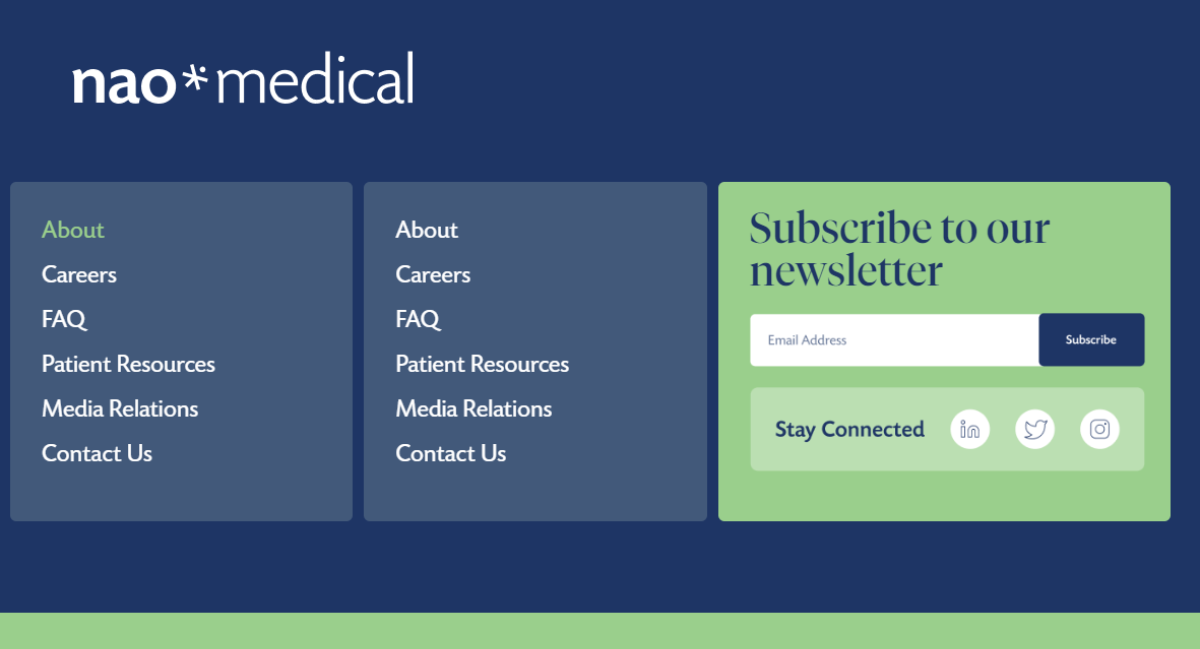 nao*medical
About
Careers
FAQ
Patient Resources
Media Relations
Contact Us
About
Careers
FAQ
Patient Resources
Media Relations
Contact Us
Subscribe to our
newsletter
Email Address
Subscribe
Stay Connected
in